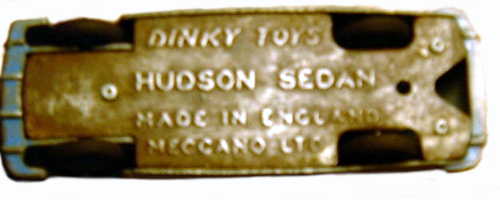 DINKY TOYS
HUDSON SEDAN
MADE IN ENGLAND
MECCANO LTD